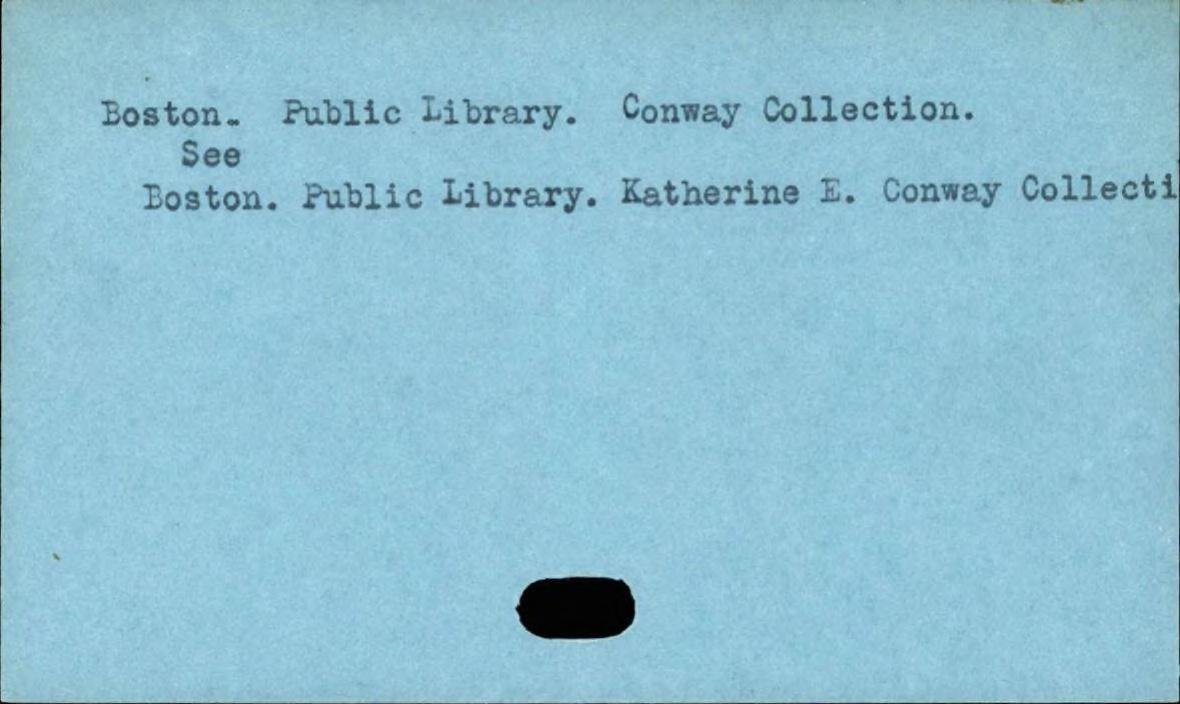 Boston. Public Library. Conway Collection.
See
Boston. Public Library. Katherine E. Conway Collecti